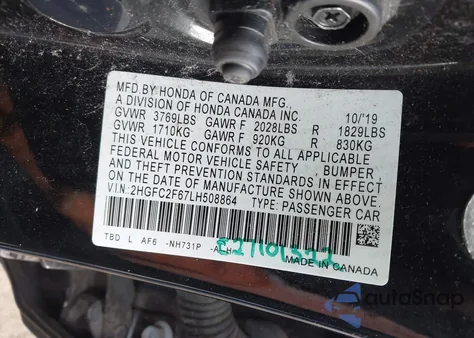 MFD.BY HONDA OF CANADA MFG.,
A DIVISION OF HONDA CANADA INC. 10/'19
GVWR 3769LBS GAWR F 2028LBS R 1829LBS
GVWR 1710KG GAWR F 920KG R 830KG
THIS VEHICLE CONFORMS TO ALL APPLICABLE
FEDERAL MOTOR VEHICLE SAFETY, BUMPER
AND THEFT PREVENTION STANDARDS IN EFFECT
ON THE DATE OF MANUFACTURE SHOWN ABOVE.
V.I.N: 2HGFC2F67LH508864 TYPE: PASSENGER CAR
TBD L AF6 -NH731P
MADE IN CANADA
autoSnap